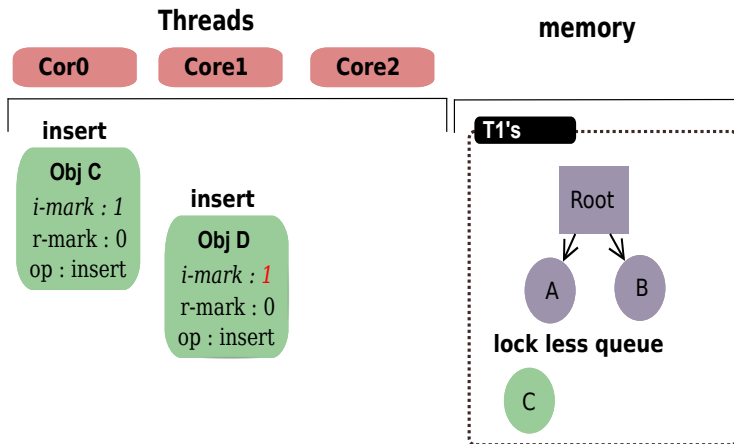 Threads
memory
Cor0
Core1
Core2
T1's
insert
Obj C
i-mark : 1
r-mark : 0
op : insert
insert
Obj D
i-mark : 1
r-mark : 0
op : insert
Root
A
B
lock less queue
C